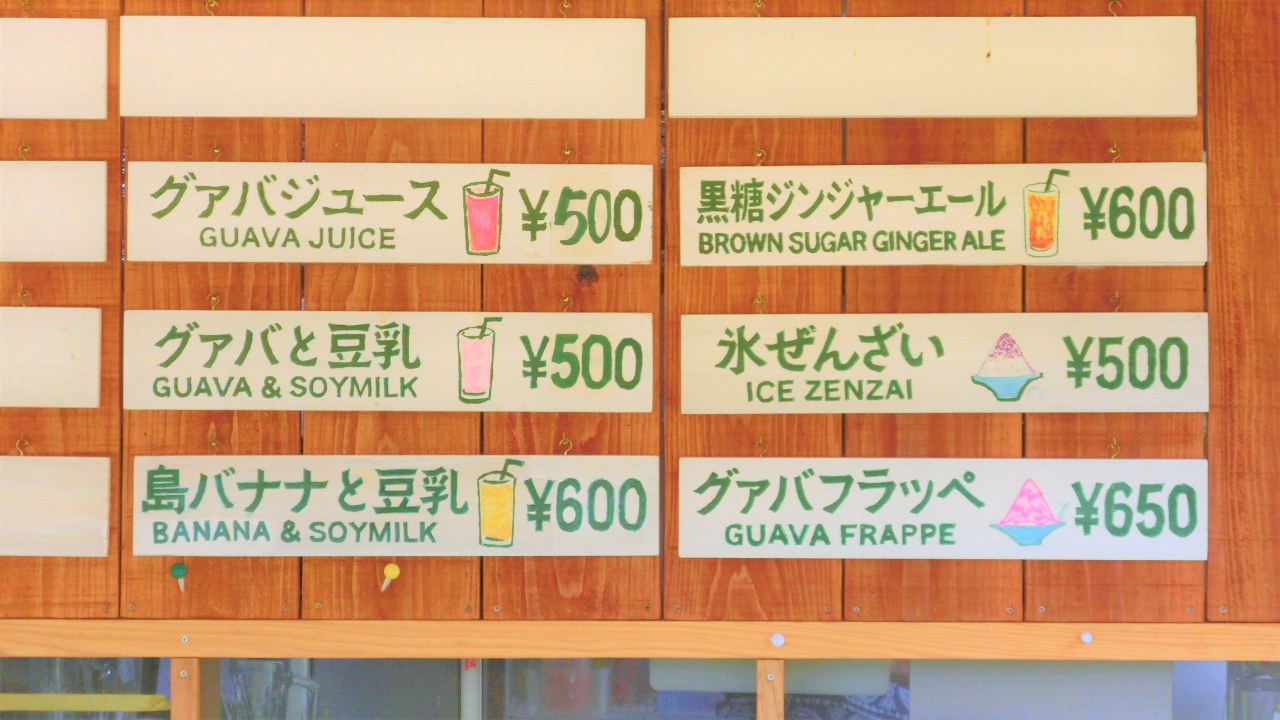 グァバジュース ¥500
GUAVA JUICE
グァバと豆乳 ¥500
GUAVA & SOYMILK
島バナナと豆乳 ¥600
BANANA & SOYMILK
黒糖ジンジャーエール ¥600
BROWN SUGAR GINGER ALE
氷ぜんざい ¥500
ICE ZENZAI
グァバフラッペ ¥650
GUAVA FRAPPE